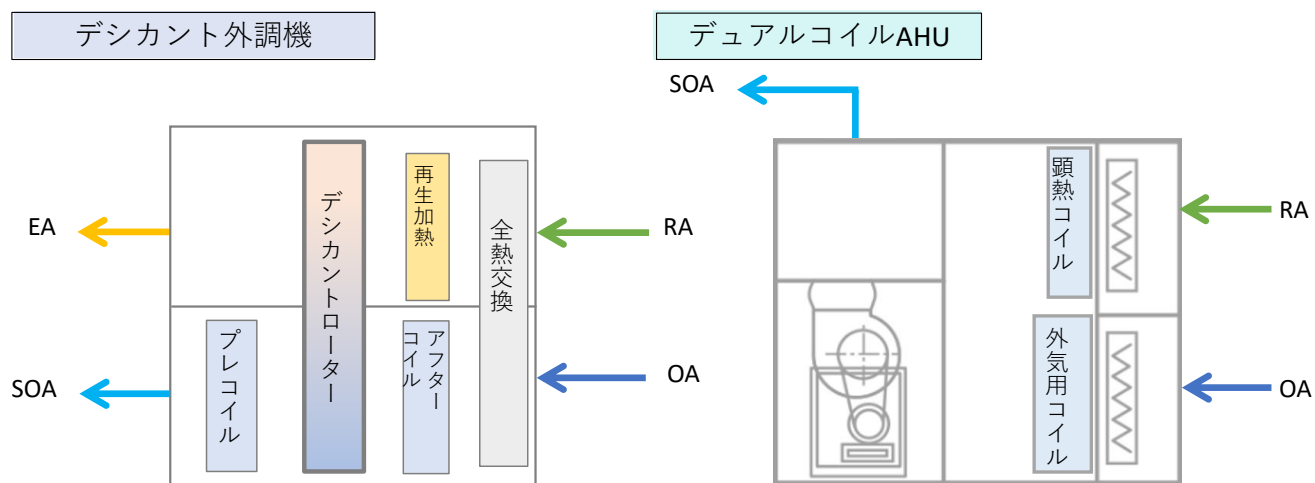 デシカント外調機
デュアルコイルAHU
EA
SOA
デシカントローター
再生加熱
全熱交換
プレコイル
アフター
コイル
RA
OA
SOA
顕熱コイル
外気用コイル
RA
OA